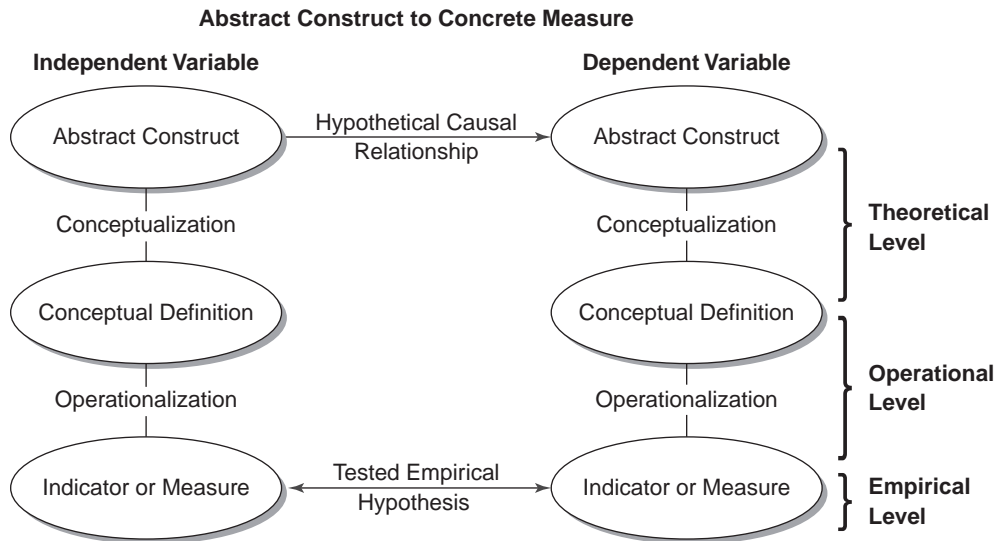 Abstract Construct to Concrete Measure
Independent Variable
Dependent Variable
Abstract Construct
Hypothetical Causal
Relationship
Abstract Construct
Conceptualization
Conceptualization
Theoretical
Level
Conceptual Definition
Conceptual Definition
Operationalization
Operationalization
Operational
Level
Indicator or Measure
Tested Empirical
Hypothesis
Indicator or Measure
Empirical
Level